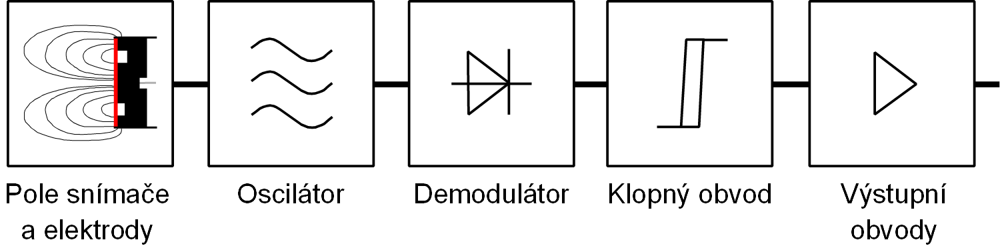 Pole snímače
a elektrody
Oscilátor
Demodulátor
Klopný obvod
Výstupní
obvody